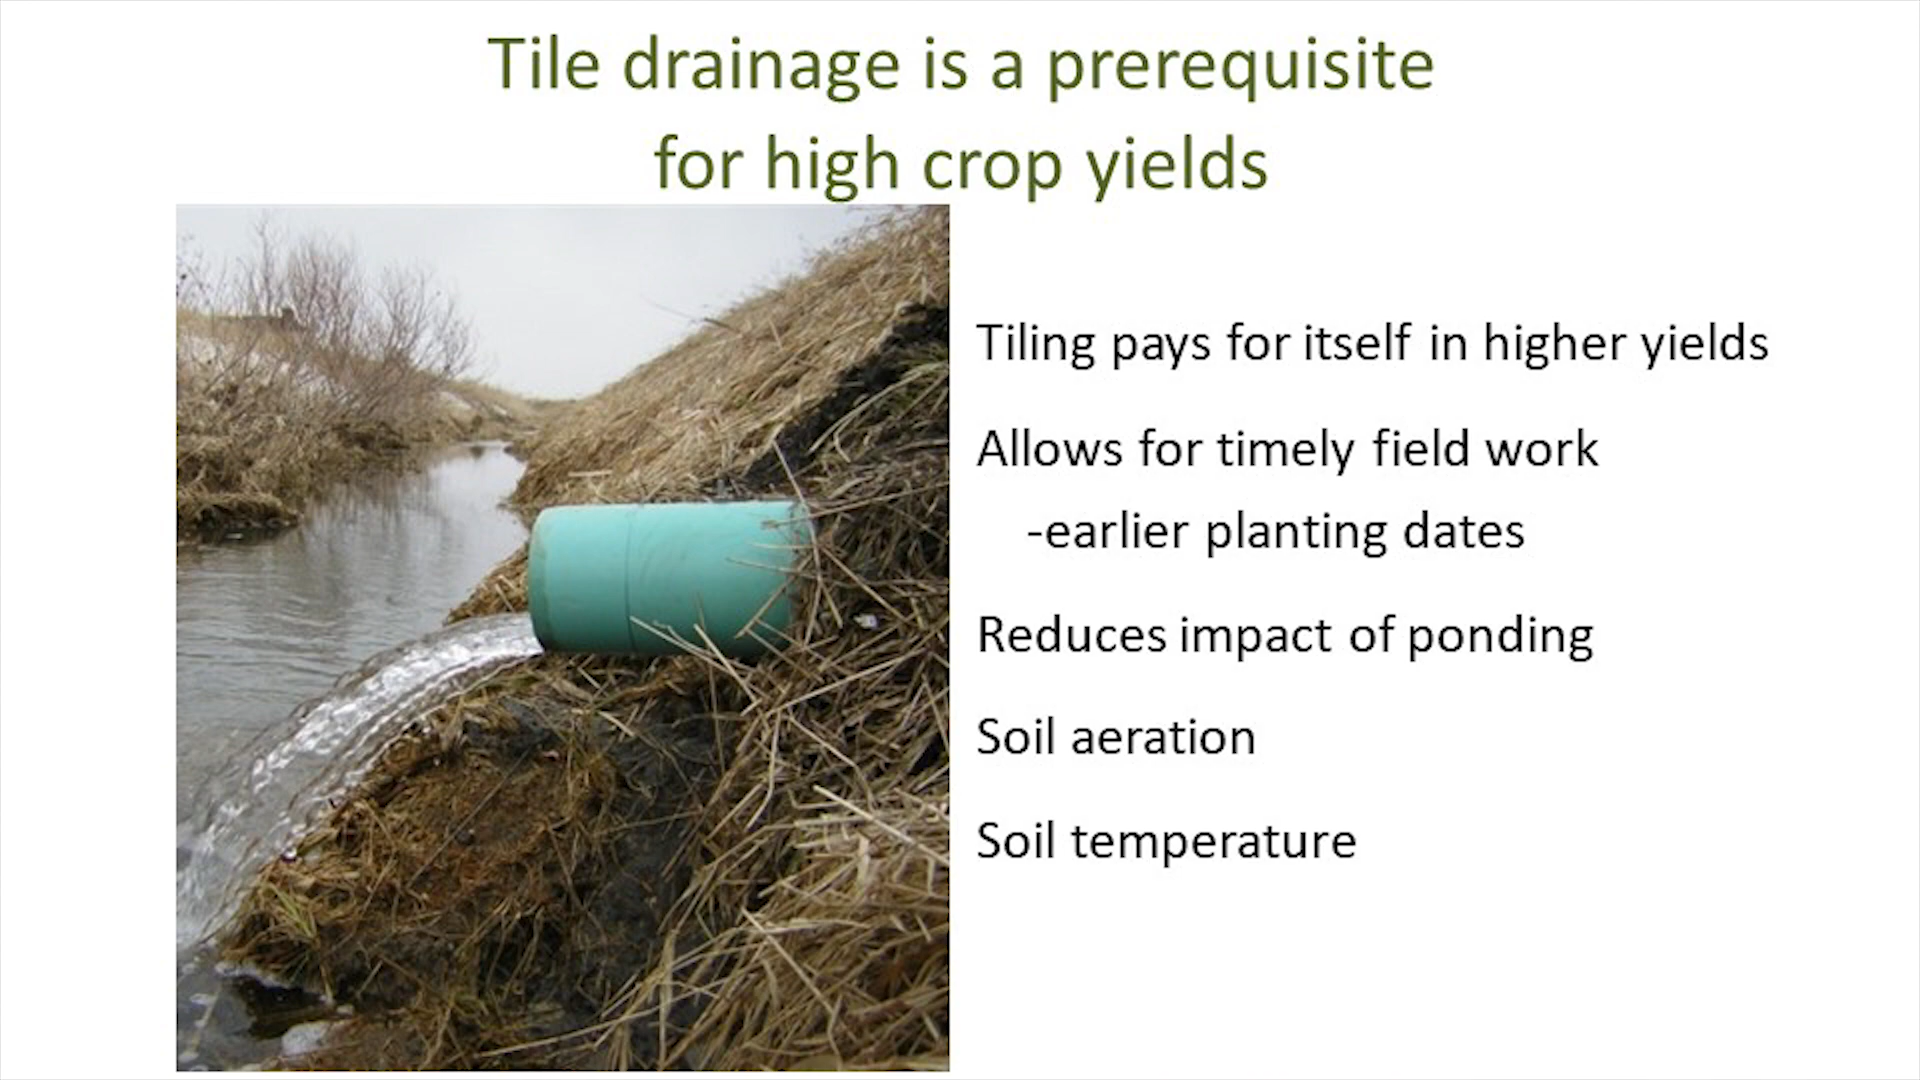 Tile drainage is a prerequisite
for high crop yields
Tiling pays for itself in higher yields
Allows for timely field work
-earlier planting dates
Reduces impact of ponding
Soil aeration
Soil temperature